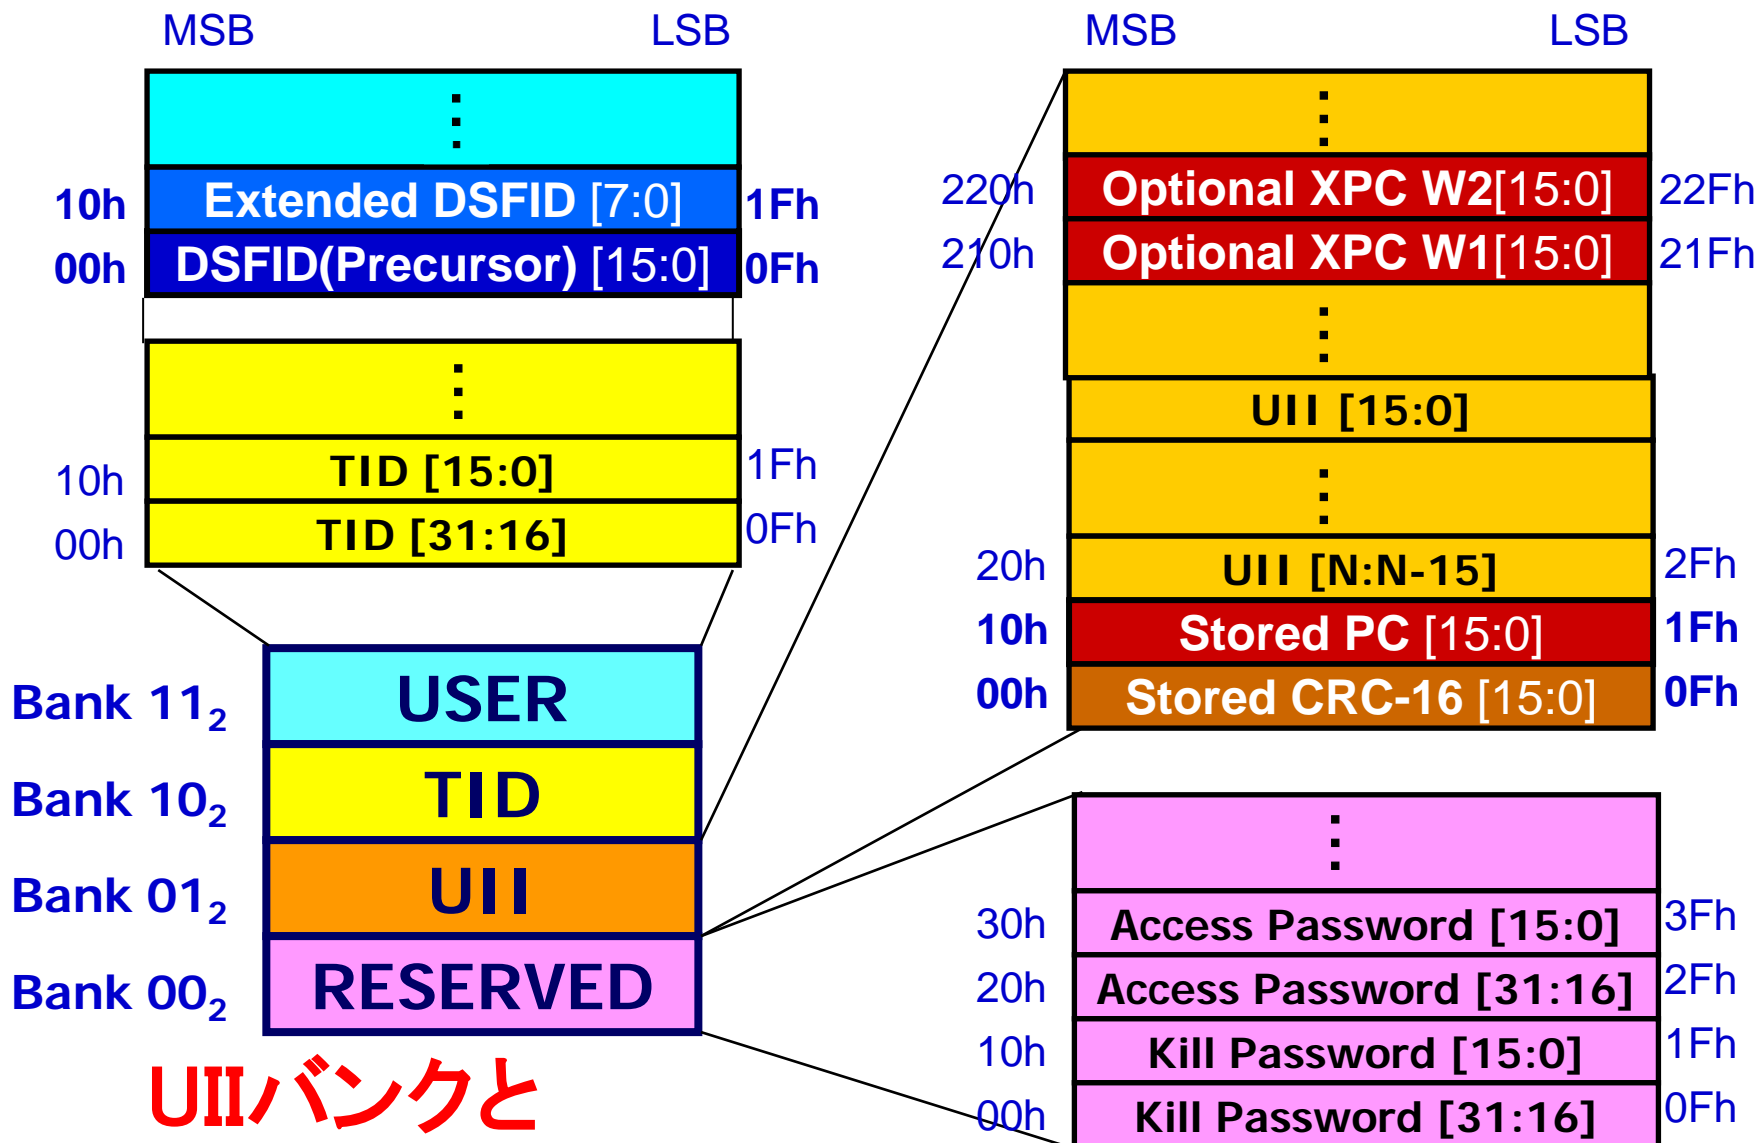 MSB LSB
⋮
10h Extended DSFID [7:0] 1Fh
00h DSFID(Precursor) [15:0] 0Fh
⋮
10h TID [15:0] 1Fh
00h TID [31:16] 0Fh
Bank 11₂ USER
Bank 10₂ TID
Bank 01₂ UII
Bank 00₂ RESERVED
UIIバンクと
MSB LSB
⋮
220h Optional XPC W2[15:0] 22Fh
210h Optional XPC W1[15:0] 21Fh
⋮
UII [15:0]
⋮
20h UII [N:N-15] 2Fh
10h Stored PC [15:0] 1Fh
00h Stored CRC-16 [15:0] 0Fh
⋮
30h Access Password [15:0] 3Fh
20h Access Password [31:16] 2Fh
10h Kill Password [15:0] 1Fh
00h Kill Password [31:16] 0Fh